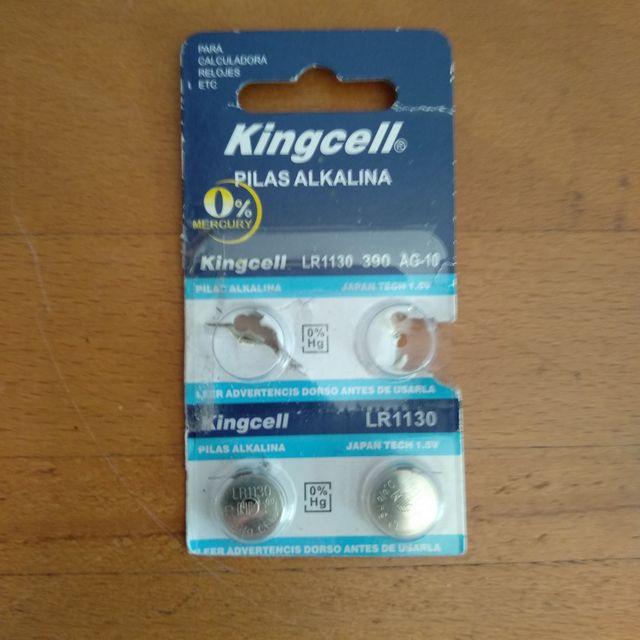 PARA
CALCULADORA
RELOJES
ETC
Kingcell®
PILAS ALKALINA
0%
MERCURY
Kingcell LR1130 390 AG-10
PILAS ALKALINA JAPAN TECH 1.5V
0%
Hg
LEER ADVERTENCIS DORSO ANTES DE USARLA
Kingcell LR1130
PILAS ALKALINA JAPAN TECH 1.5V
LR1130
0%
Hg
LEER ADVERTENCIS DORSO ANTES DE USARLA